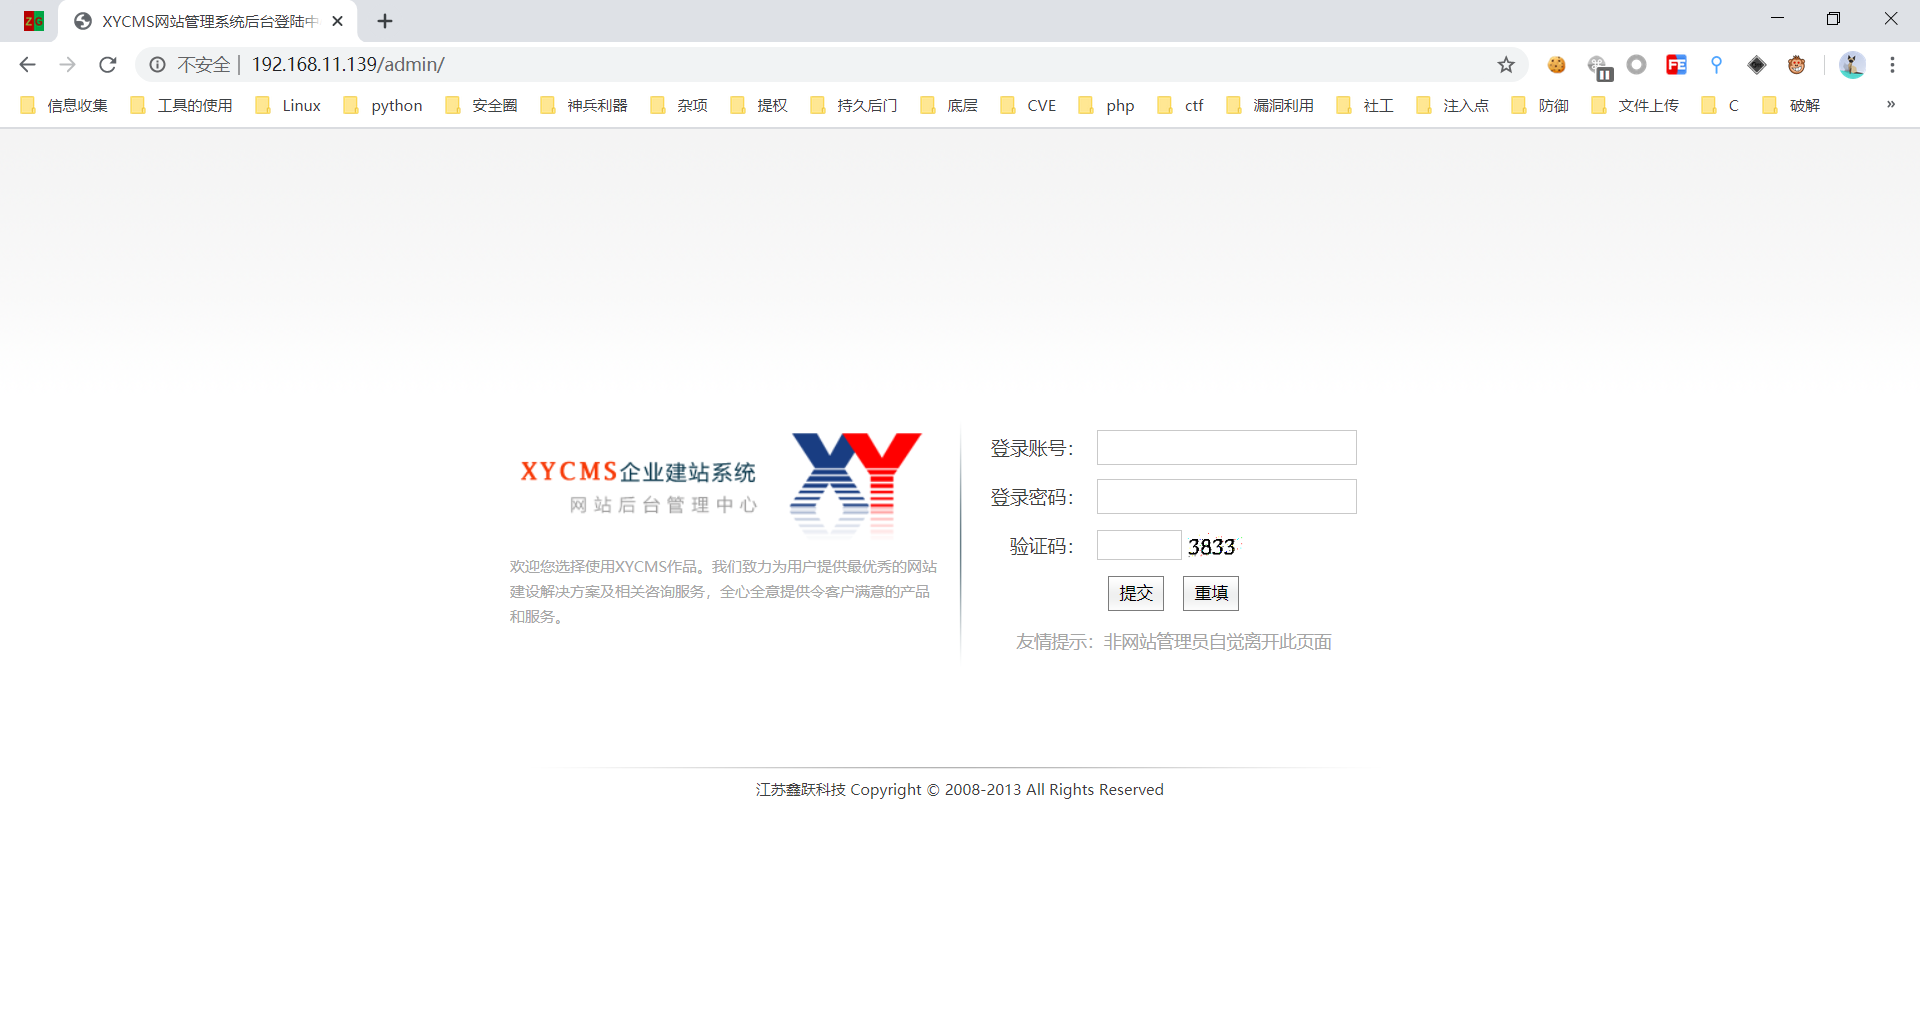 XYCMS网站管理系统后台登陆中
不安全 | 192.168.11.139/admin/
信息收集 工具的使用 Linux python 安全圈 神兵利器 杂项 提权 持久后门 底层 CVE php ctf 漏洞利用 社工 注入点 防御 文件上传 C 破解 »
XYCMS企业建站系统
网站后台管理中心
XY
欢迎您选择使用XYCMS作品。我们致力为用户提供最优秀的网站
建设解决方案及相关咨询服务，全心全意提供令客户满意的产品
和服务。
登录账号：
登录密码：
验证码： 3833
提交 重填
友情提示：非网站管理员自觉离开此页面
江苏鑫跃科技 Copyright © 2008-2013 All Rights Reserved